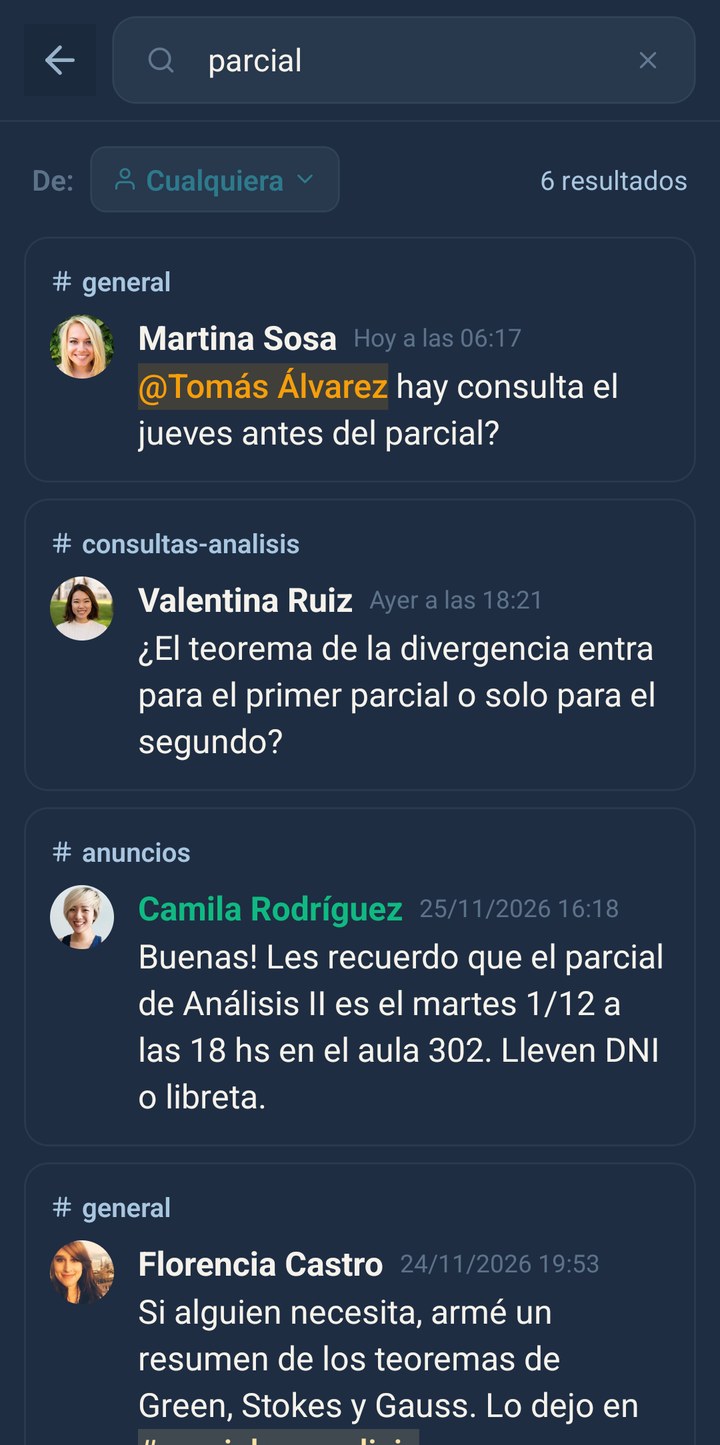 parcial
De: Cualquiera 6 resultados
# general
Martina Sosa Hoy a las 06:17
@Tomás Álvarez hay consulta el
jueves antes del parcial?
# consultas-analisis
Valentina Ruiz Ayer a las 18:21
¿El teorema de la divergencia entra
para el primer parcial o solo para el
segundo?
# anuncios
Camila Rodríguez 25/11/2026 16:18
Buenas! Les recuerdo que el parcial
de Análisis II es el martes 1/12 a
las 18 hs en el aula 302. Lleven DNI
o libreta.
# general
Florencia Castro 24/11/2026 19:53
Si alguien necesita, armé un
resumen de los teoremas de
Green, Stokes y Gauss. Lo dejo en